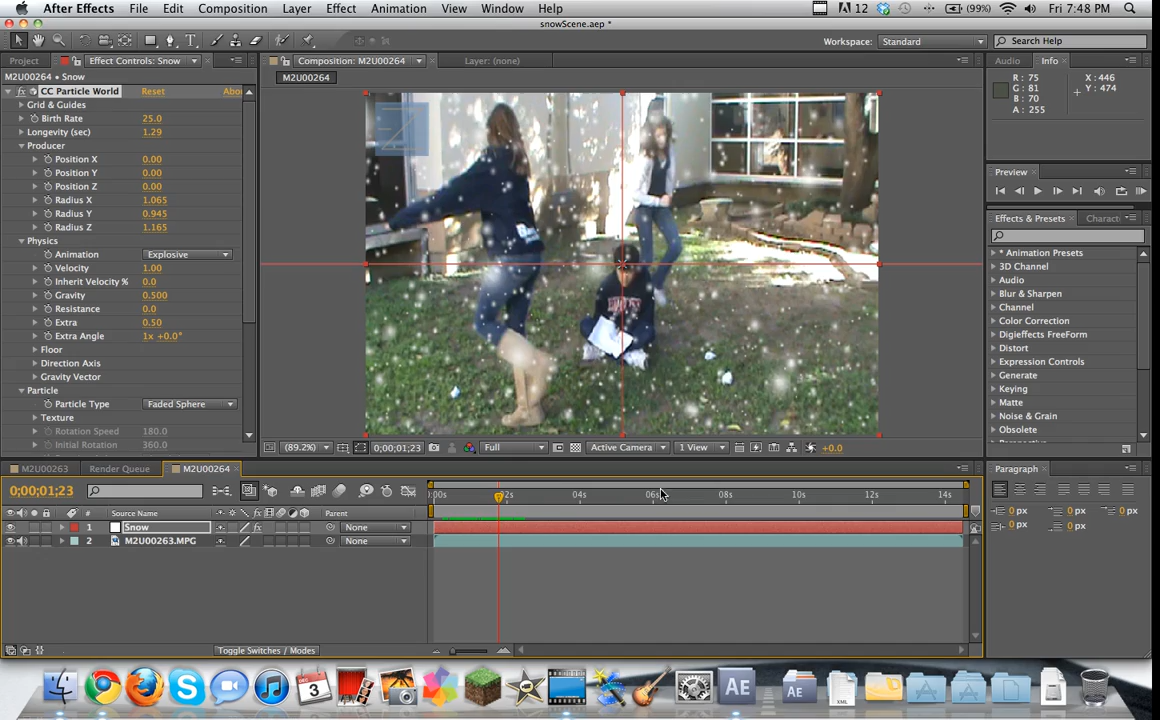 After Effects File Edit Composition Layer Effect Animation View Window Help 12 (99%) Fri 7:48 PM
snowScene.aep *
Workspace: Standard Search Help
Project Effect Controls: Snow Composition: M2U00264 Layer: (none) Audio Info
M2U00264 • Snow M2U00264
CC Particle World Reset Abou
Grid & Guides
Birth Rate 25.0
Longevity (sec) 1.29
Producer
Position X 0.00
Position Y 0.00
Position Z 0.00
Radius X 1.065
Radius Y 0.945
Radius Z 1.165
Physics
Animation Explosive
Velocity 1.00
Inherit Velocity % 0.0
Gravity 0.500
Resistance 0.0
Extra 0.50
Extra Angle 1x +0.0°
Floor
Direction Axis
Gravity Vector
Particle
Particle Type Faded Sphere
Texture
Rotation Speed 180.0
Initial Rotation 360.0
(89.2%) 0;00;01;23 Full Active Camera 1 View +0.0
R: 75 X: 446
G: 81 Y: 474
B: 70
A: 255
Preview
Effects & Presets Charact
* Animation Presets
3D Channel
Audio
Blur & Sharpen
Channel
Color Correction
Digieffects FreeForm
Distort
Expression Controls
Generate
Keying
Matte
Noise & Grain
Obsolete
M2U00263 Render Queue M2U00264
0;00;01;23
:00s 02s 04s 06s 08s 10s 12s 14s
# Source Name Parent
1 Snow None
2 M2U00263.MPG None
Toggle Switches / Modes
Paragraph
0 px 0 px 0 px
0 px 0 px
JAN 3
AE AE XML